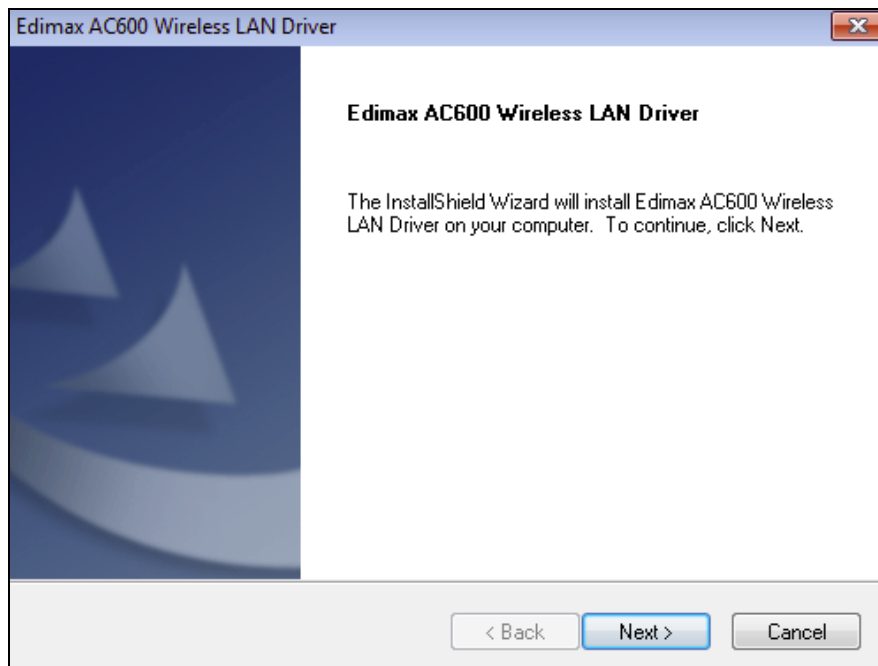 Edimax AC600 Wireless LAN Driver
Edimax AC600 Wireless LAN Driver
The InstallShield Wizard will install Edimax AC600 Wireless
LAN Driver on your computer. To continue, click Next.
< Back Next > Cancel